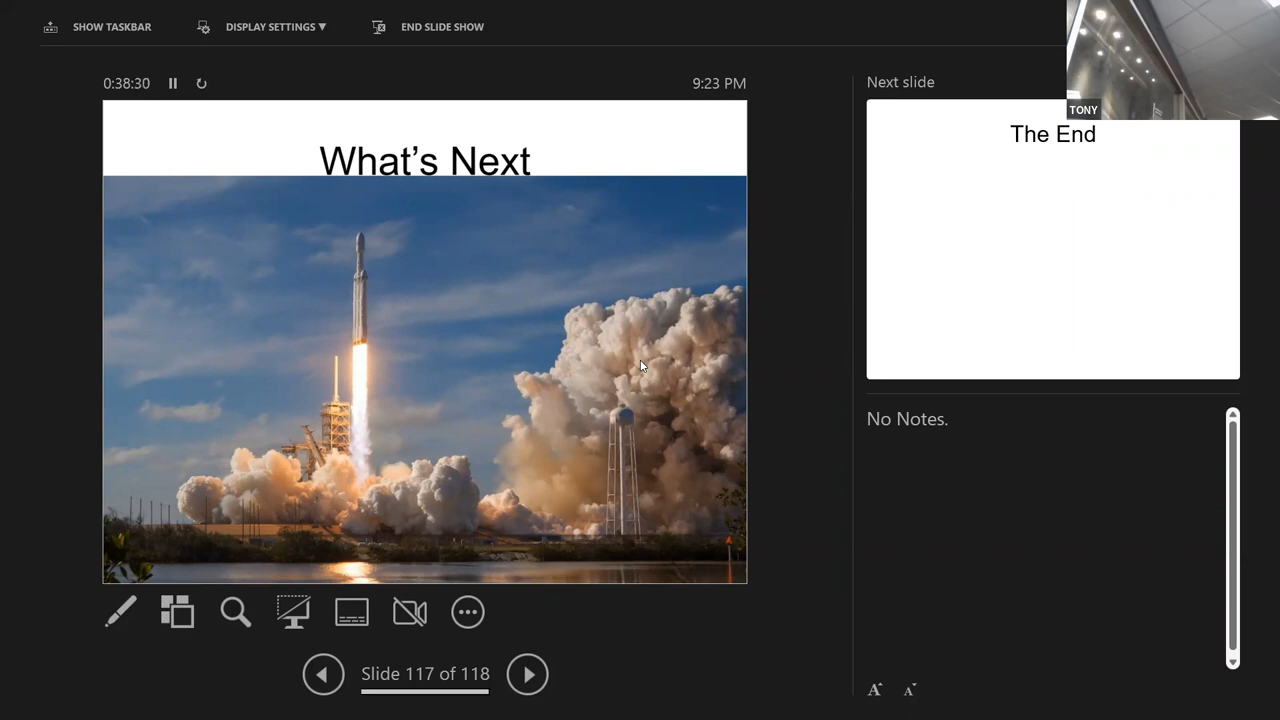 SHOW TASKBAR
DISPLAY SETTINGS ▼
END SLIDE SHOW
0:38:30
9:23 PM
What’s Next
Slide 117 of 118
Next slide
TONY
The End
No Notes.
A A